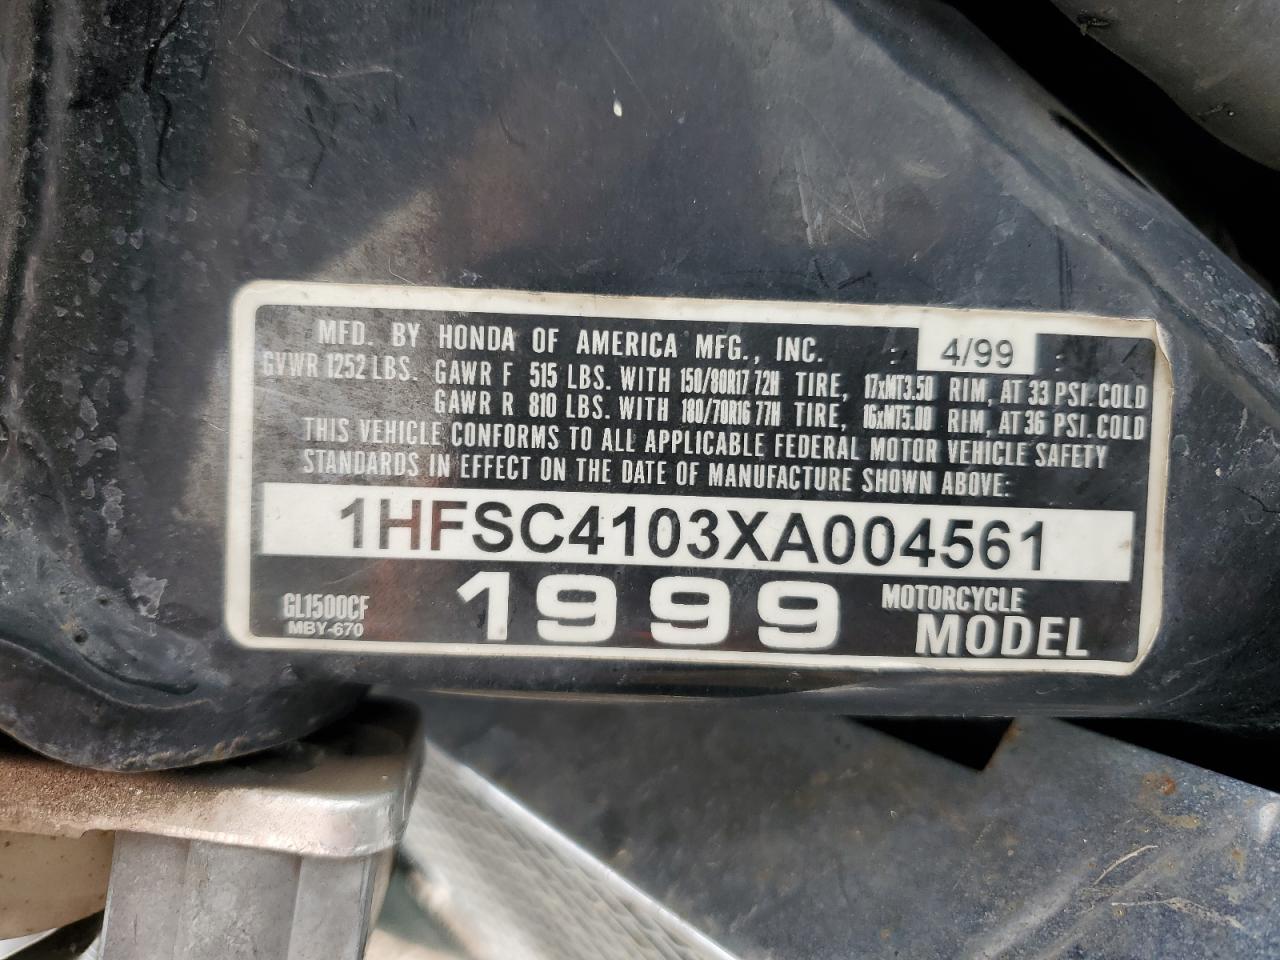 MFD. BY HONDA OF AMERICA MFG., INC. : 4/99 :
GVWR 1252 LBS. GAWR F 515 LBS. WITH 150/80R17 72H TIRE, 17xMT3.50 RIM, AT 33 PSI. COLD
GAWR R 810 LBS. WITH 180/70R16 77H TIRE, 16xMT5.00 RIM, AT 36 PSI. COLD
THIS VEHICLE CONFORMS TO ALL APPLICABLE FEDERAL MOTOR VEHICLE SAFETY
STANDARDS IN EFFECT ON THE DATE OF MANUFACTURE SHOWN ABOVE:
1HFSC4103XA004561
GL1500CF
MBY-670
1999
MOTORCYCLE
MODEL